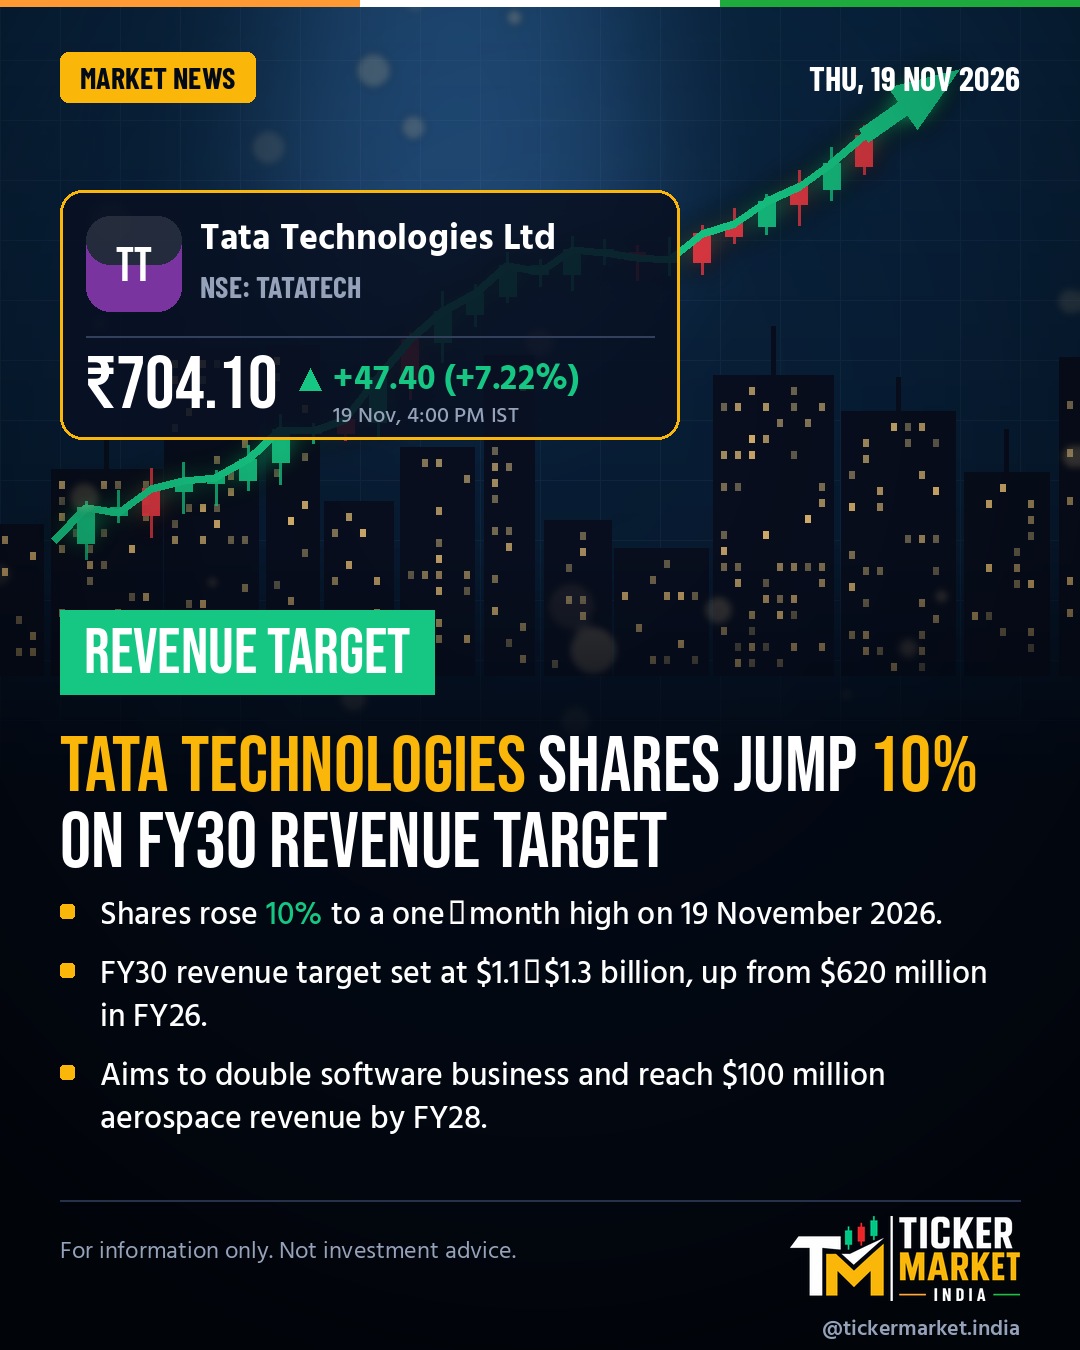 MARKET NEWS
THU, 19 NOV 2026
TT
Tata Technologies Ltd
NSE: TATATECH
₹704.10
▲ +47.40 (+7.22%)
19 Nov, 4:00 PM IST
REVENUE TARGET
TATA TECHNOLOGIES SHARES JUMP 10%
ON FY30 REVENUE TARGET
Shares rose 10% to a one▯month high on 19 November 2026.
FY30 revenue target set at $1.1▯$1.3 billion, up from $620 million
in FY26.
Aims to double software business and reach $100 million
aerospace revenue by FY28.
For information only. Not investment advice.
TM
TICKER
MARKET
INDIA
@tickermarket.india